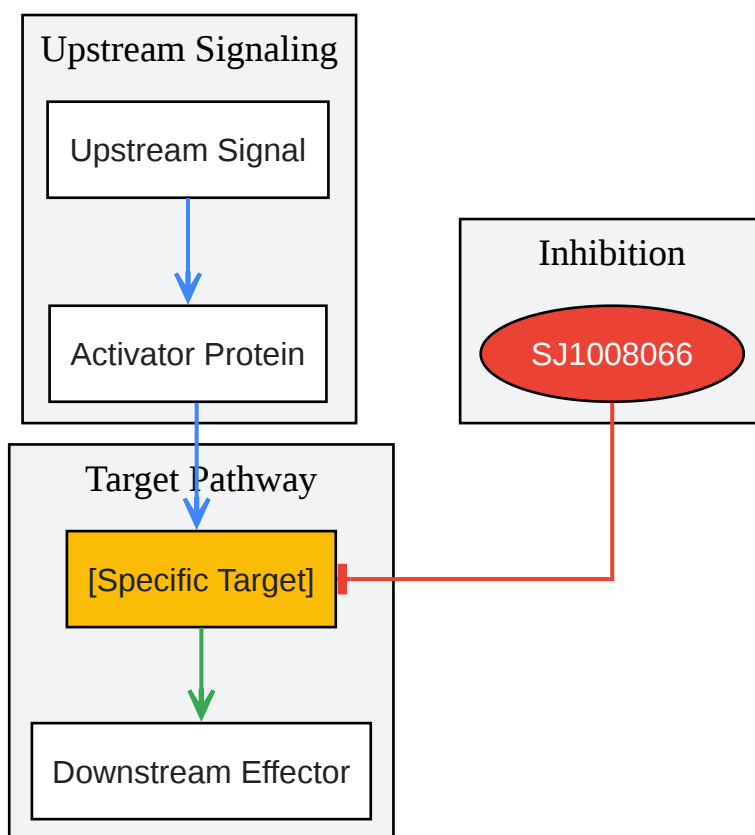 Upstream Signaling
Upstream Signal
Activator Protein
Inhibition
SJ1008066
Target Pathway
[Specific Target]
Downstream Effector